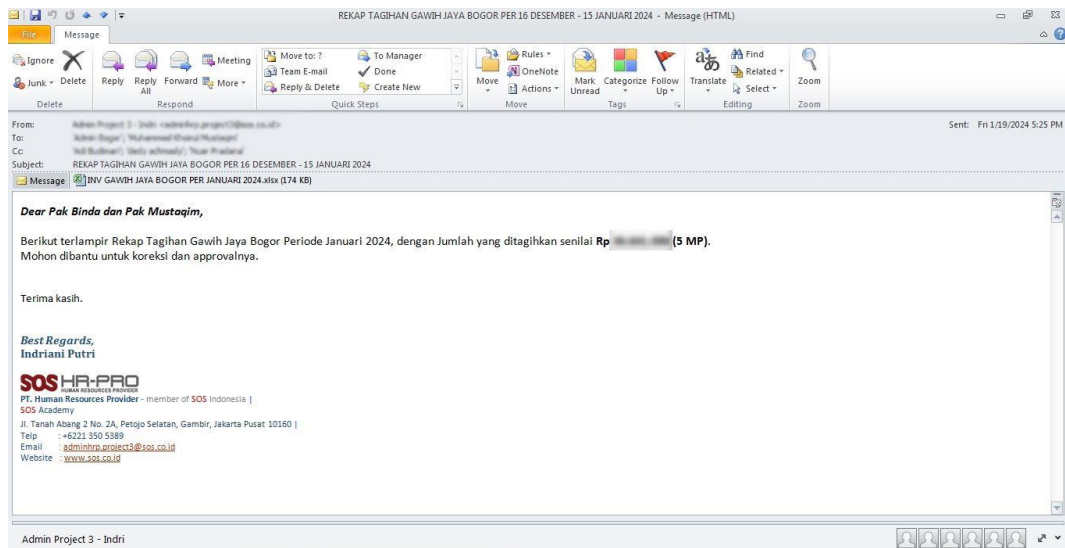 REKAP TAGIHAN GAWIH JAYA BOGOR PER 16 DESEMBER - 15 JANUARI 2024 - Message (HTML)
File Message
Ignore
Junk
Delete
Reply
Reply All
Forward
Meeting
More
Move to: ?
Team E-mail
Reply & Delete
To Manager
Done
Create New
Move
Rules
OneNote
Actions
Mark Unread
Categorize
Follow Up
Translate
Find
Related
Select
Zoom
Delete Respond Quick Steps Move Tags Editing Zoom
From: Sent: Fri 1/19/2024 5:25 PM
To:
Cc:
Subject: REKAP TAGIHAN GAWIH JAYA BOGOR PER 16 DESEMBER - 15 JANUARI 2024
Message INV GAWIH JAYA BOGOR PER JANUARI 2024.xlsx (174 KB)
Dear Pak Binda dan Pak Mustaqim,
Berikut terlampir Rekap Tagihan Gawih Jaya Bogor Periode Januari 2024, dengan Jumlah yang ditagihkan senilai Rp (5 MP).
Mohon dibantu untuk koreksi dan approvalnya.
Terima kasih.
Best Regards,
Indriani Putri
SOS HR-PRO
HUMAN RESOURCES PROVIDER
PT. Human Resources Provider - member of SOS Indonesia |
SOS Academy
Jl. Tanah Abang 2 No. 2A, Petojo Selatan, Gambir, Jakarta Pusat 10160 |
Telp : +6221 350 5389
Email : adminhrp.project3@sos.co.id
Website : www.sos.co.id
Admin Project 3 - Indri